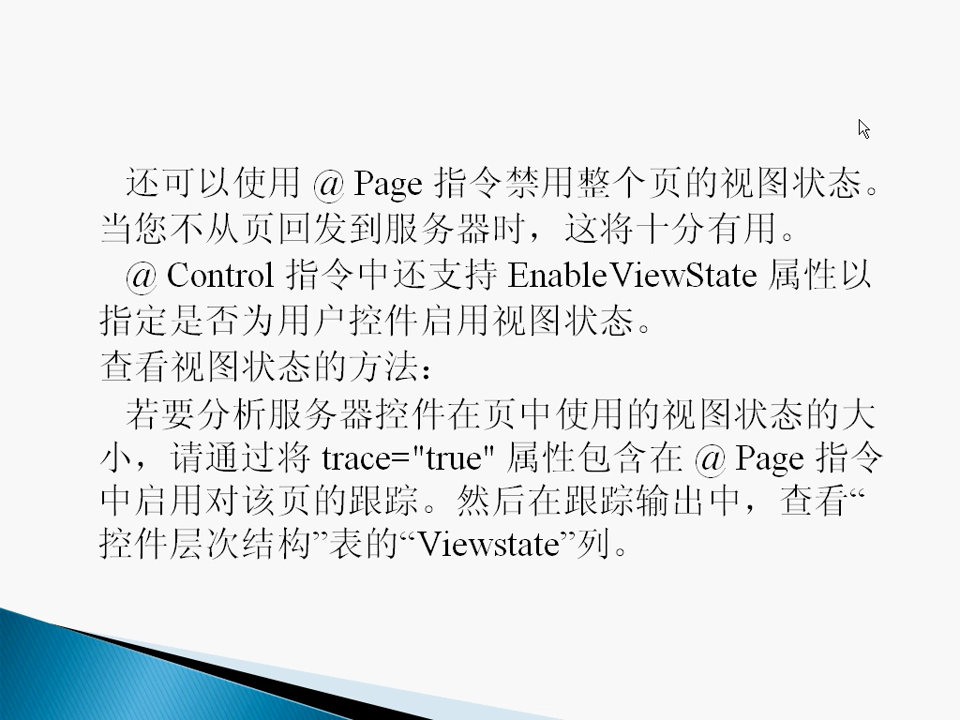 还可以使用 @ Page 指令禁用整个页的视图状态。
当您不从页回发到服务器时，这将十分有用。
@ Control 指令中还支持 EnableViewState 属性以
指定是否为用户控件启用视图状态。
查看视图状态的方法：
若要分析服务器控件在页中使用的视图状态的大
小，请通过将 trace="true" 属性包含在 @ Page 指令
中启用对该页的跟踪。然后在跟踪输出中，查看“
控件层次结构”表的“Viewstate”列。